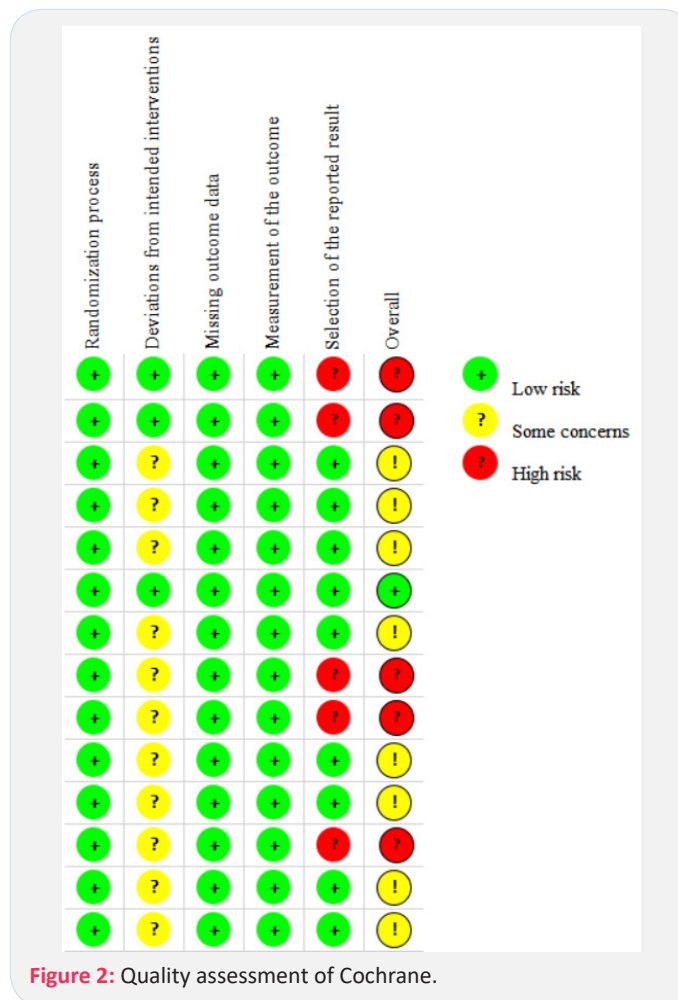 Randomization process
Deviations from intended interventions
Missing outcome data
Measurement of the outcome
Selection of the reported result
Overall
+ + + + ? ? + Low risk
+ + + + ? ? ? Some concerns
+ ? + + + ! ? High risk
+ ? + + + !
+ ? + + + !
+ + + + + +
+ ? + + + !
+ ? + + ? ?
+ ? + + ? ?
+ ? + + + !
+ ? + + + !
+ ? + + ? ?
+ ? + + + !
+ ? + + + !
Figure 2: Quality assessment of Cochrane.